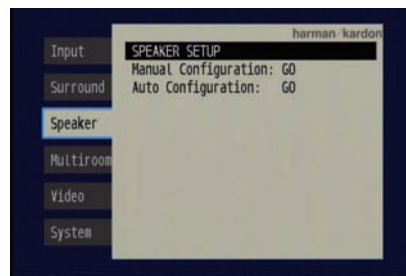 harman/kardon
Input
Surround
Speaker
Multiroom
Video
System
SPEAKER SETUP
Manual Configuration: GO
Auto Configuration: GO